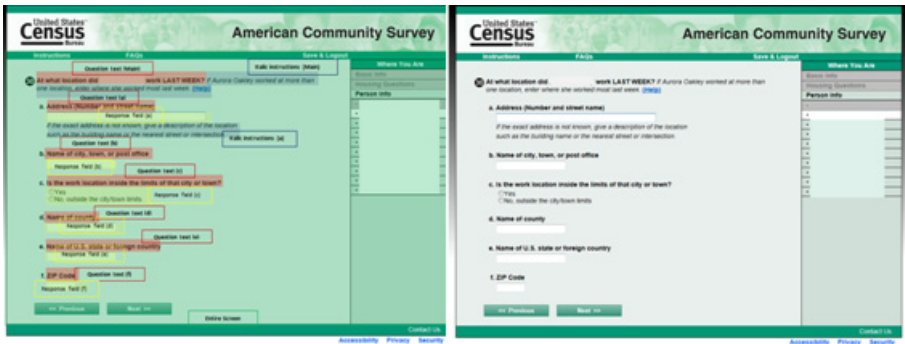 United States
Census
Bureau
American Community Survey
Instructions
FAQs
Save & Logout
Where You Are
Basic Info
Housing Questions
Person Info
Question text (Main)
Italic Instructions (Main)
At what location did work LAST WEEK? If Aurora Oakley worked at more than
one location, enter where she worked most last week. (Help)
Question text (a)
a. Address (Number and street name)
Response field (a)
If the exact address is not known, give a description of the location
such as the building name or the nearest street or intersection.
Italic Instructions (a)
Question text (b)
b. Name of city, town, or post office
Response field (b)
Question text (c)
c. Is the work location inside the limits of that city or town?
Yes
No, outside the city/town limits
Response field (c)
Question text (d)
d. Name of county
Response field (d)
Question text (e)
e. Name of U.S. state or foreign country
Response field (e)
f. ZIP Code
Question text (f)
Response field (f)
<< Previous
Next >>
Entire Screen
Contact Us
Accessibility Privacy Security
United States
Census
Bureau
American Community Survey
Instructions
FAQs
Save & Logout
Where You Are
Basic Info
Housing Questions
Person Info
At what location did work LAST WEEK? If Aurora Oakley worked at more than
one location, enter where she worked most last week. (Help)
a. Address (Number and street name)
If the exact address is not known, give a description of the location
such as the building name or the nearest street or intersection.
b. Name of city, town, or post office
c. Is the work location inside the limits of that city or town?
Yes
No, outside the city/town limits
d. Name of county
e. Name of U.S. state or foreign country
f. ZIP Code
<< Previous
Next >>
Contact Us
Accessibility Privacy Security